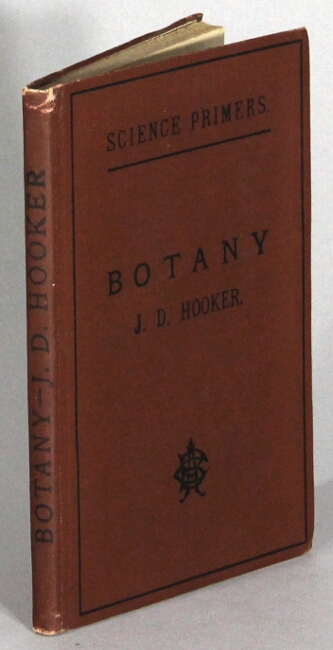 SCIENCE PRIMERS.
BOTANY
J. D. HOOKER.
BOTANY—J. D. HOOKER